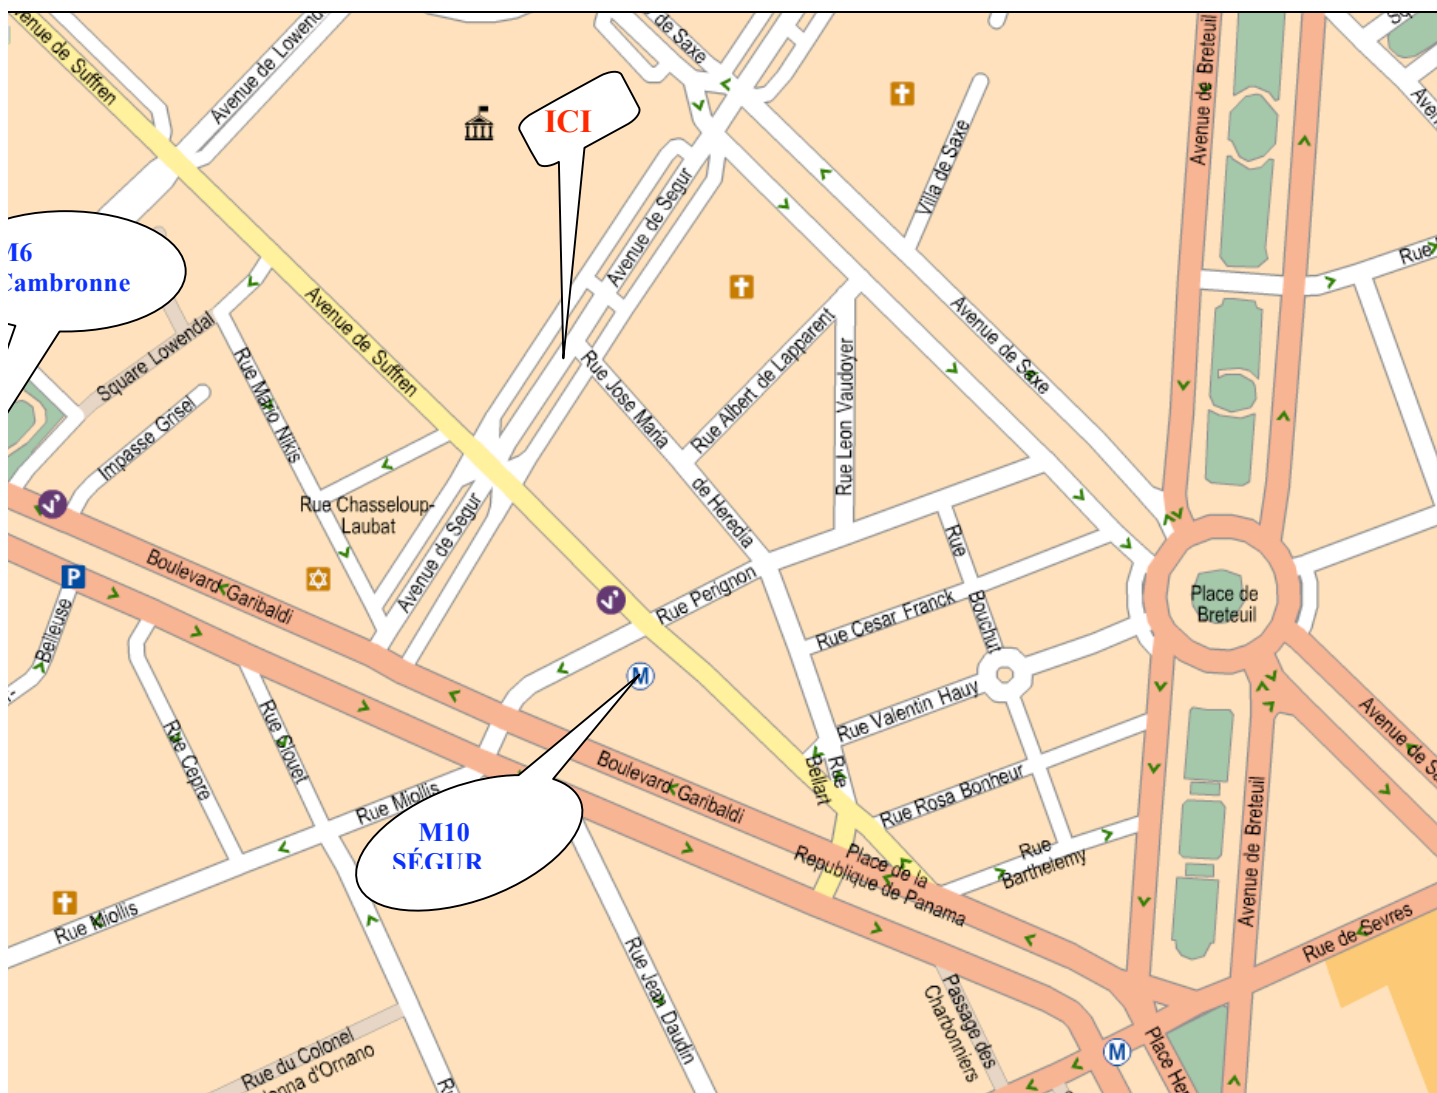 Avenue de Suffren
Avenue de Lowend
de Saxe
Avenue de Breteuil
ICI
Villa de Saxe
Avenue de Segur
M6
Cambronne
Rue
Avenue de Suffren
Square Lowendal
Avenue de Saxe
Rue Mario Nikis
Impasse Grisel
Rue Jose Maria
de Heredia
Rue Albert de Lapparent
Rue Leon Vaudoyer
Rue Chasseloup-
Laubat
Avenue de Segur
Boulevard Garibaldi
P
Belleuse
Rue Perignon
Rue Cesar Franck
Rue
Bouchut
Place de
Breteuil
M
Rue Valentin Hauy
Rue Cepre
Rue Clouet
Rue
Bellart
Boulevard Garibaldi
Rue Miollis
Rue Rosa Bonheur
Avenue de Sa
M10
SÉGUR
Place de la
Republique de Panama
Rue
Barthelemy
Avenue de Breteuil
Rue Miollis
Rue de Sevres
Rue Jean Daudin
Passage des
Charbonniers
Rue du Colonel
onna d'Ornano
M
Place He